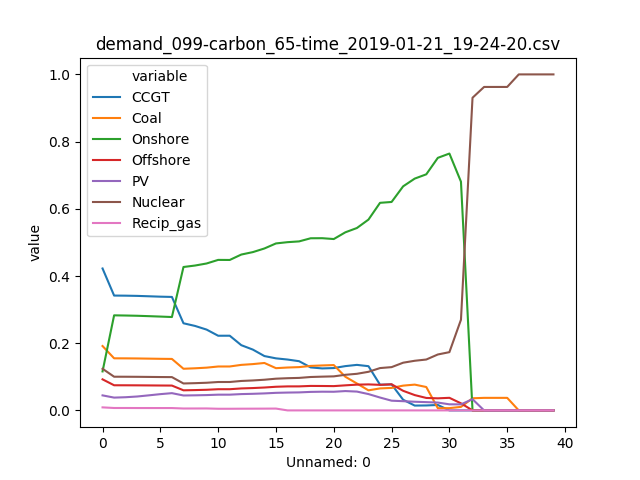 demand_099-carbon_65-time_2019-01-21_19-24-20.csv
variable
CCGT
Coal
Onshore
Offshore
PV
Nuclear
Recip_gas
value
1.0
0.8
0.6
0.4
0.2
0.0
0 5 10 15 20 25 30 35 40
Unnamed: 0